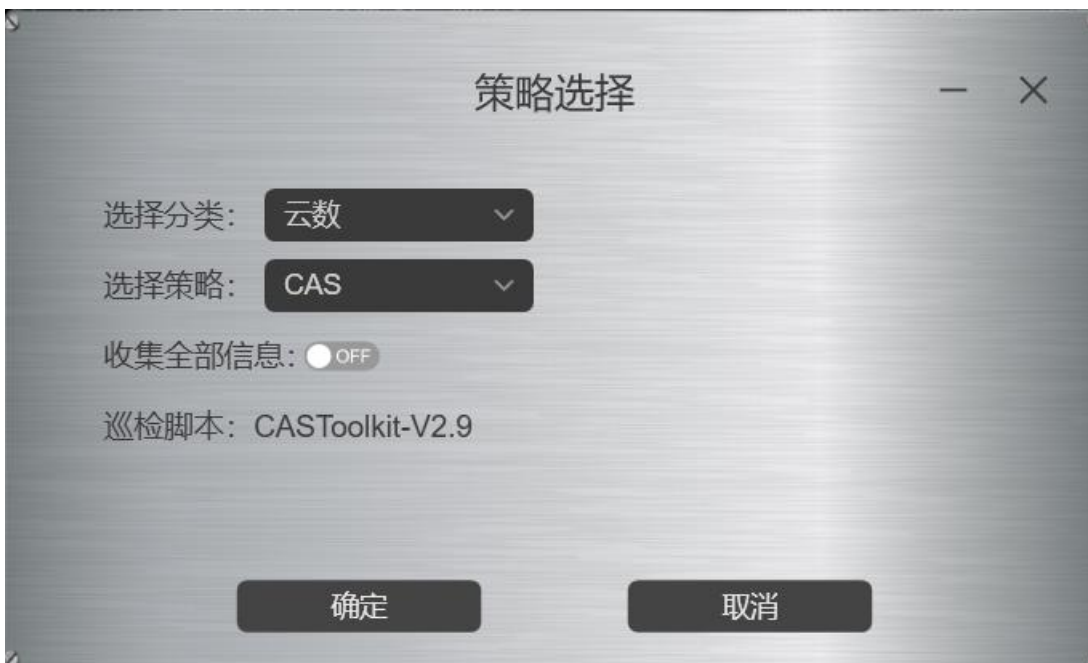 策略选择
选择分类: 云数
选择策略: CAS
收集全部信息: OFF
巡检脚本: CASToolkit-V2.9
确定 取消